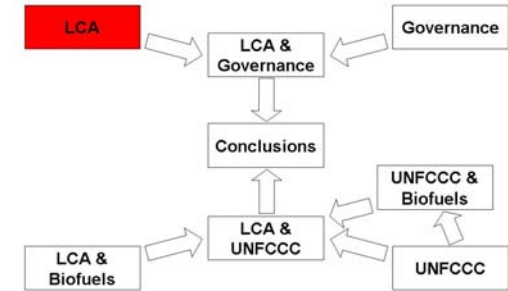 LCA
Governance
LCA &
Governance
Conclusions
UNFCCC &
Biofuels
LCA &
UNFCCC
LCA &
Biofuels
UNFCCC